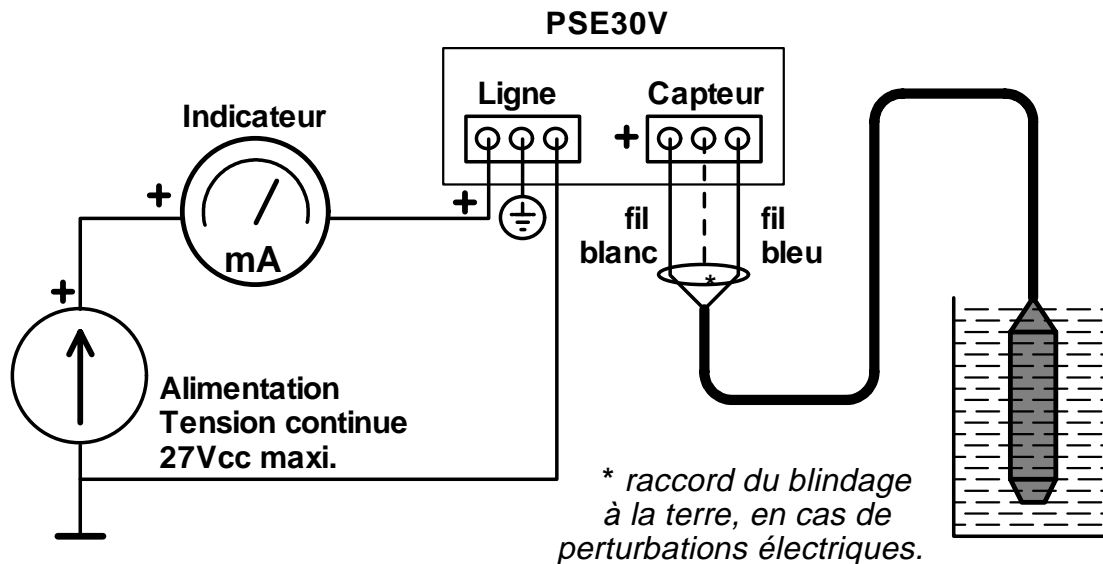 PSE30V
Ligne
Capteur
Indicateur
+
+
+
mA
fil
blanc
fil
bleu
*
+
Alimentation
Tension continue
27Vcc maxi.
* raccord du blindage
à la terre, en cas de
perturbations électriques.